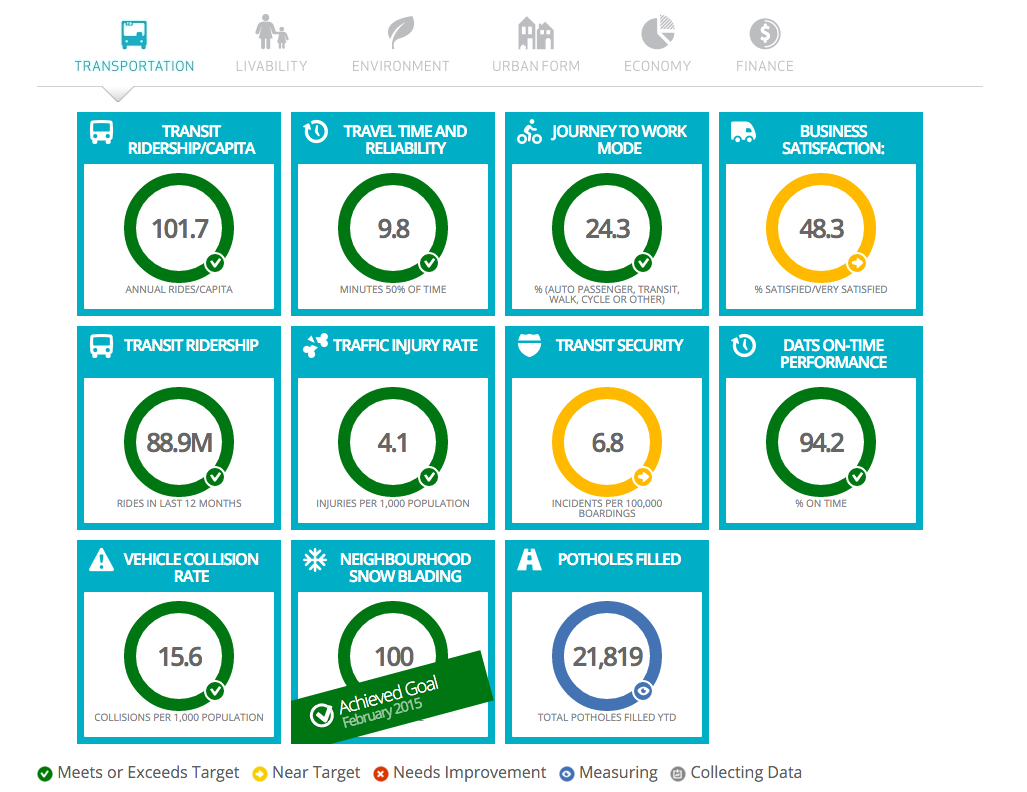 TRANSPORTATION
LIVABILITY
ENVIRONMENT
URBAN FORM
ECONOMY
FINANCE
TRANSIT
RIDERSHIP/CAPITA
101.7
ANNUAL RIDES/CAPITA
TRAVEL TIME AND
RELIABILITY
9.8
MINUTES 50% OF TIME
JOURNEY TO WORK
MODE
24.3
% (AUTO PASSENGER, TRANSIT,
WALK, CYCLE OR OTHER)
BUSINESS
SATISFACTION:
48.3
% SATISFIED/VERY SATISFIED
TRANSIT RIDERSHIP
88.9M
RIDES IN LAST 12 MONTHS
TRAFFIC INJURY RATE
4.1
INJURIES PER 1,000 POPULATION
TRANSIT SECURITY
6.8
INCIDENTS PER 100,000
BOARDINGS
DATS ON-TIME
PERFORMANCE
94.2
% ON TIME
VEHICLE COLLISION
RATE
15.6
COLLISIONS PER 1,000 POPULATION
NEIGHBOURHOOD
SNOW BLADING
100
Achieved Goal
February 2015
POTHOLES FILLED
21,819
TOTAL POTHOLES FILLED YTD
Meets or Exceeds Target
Near Target
Needs Improvement
Measuring
Collecting Data